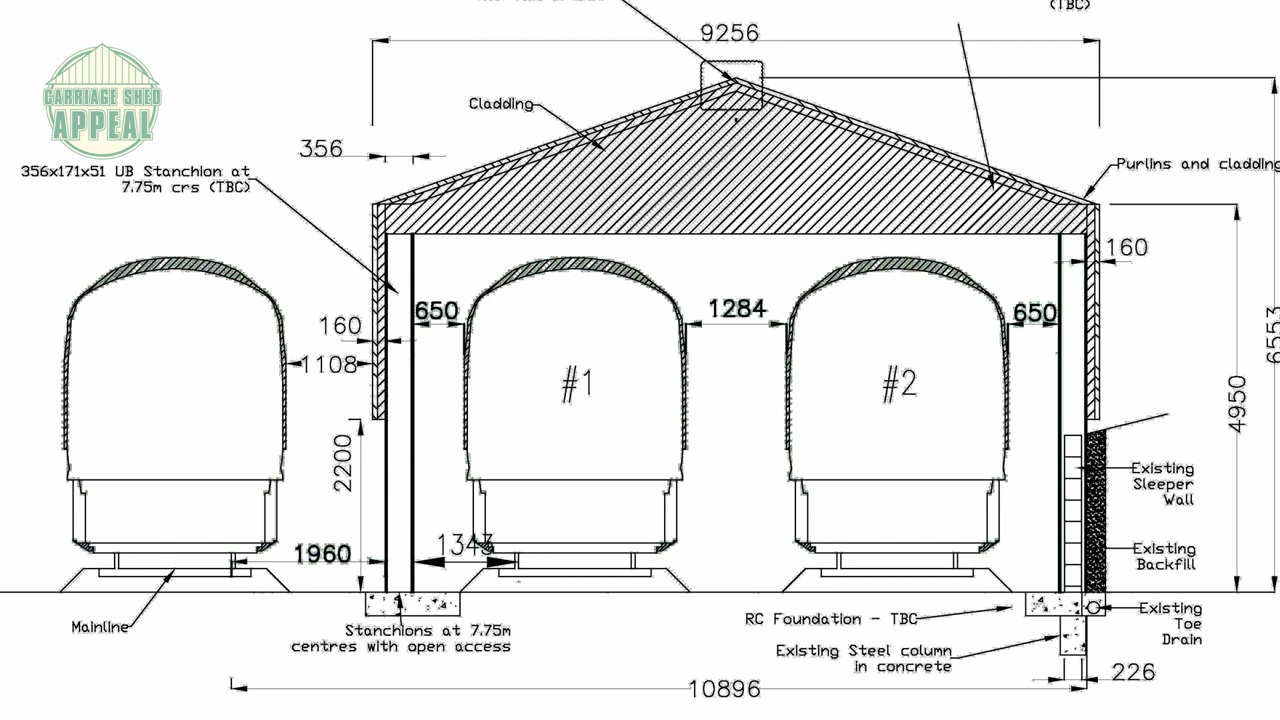 (TBC)
9256
CARRIAGE SHED
APPEAL
Cladding
356
356x171x51 UB Stanchion at
7.75m crs (TBC)
Purlins and cladding
160
650
1284
650
160
1108
6553
#1
#2
4950
2200
Existing
Sleeper
Wall
1960
1343
Existing
Backfill
Mainline
Stanchions at 7.75m
centres with open access
RC Foundation - TBC
Existing
Toe
Drain
Existing Steel column
in concrete
226
10896